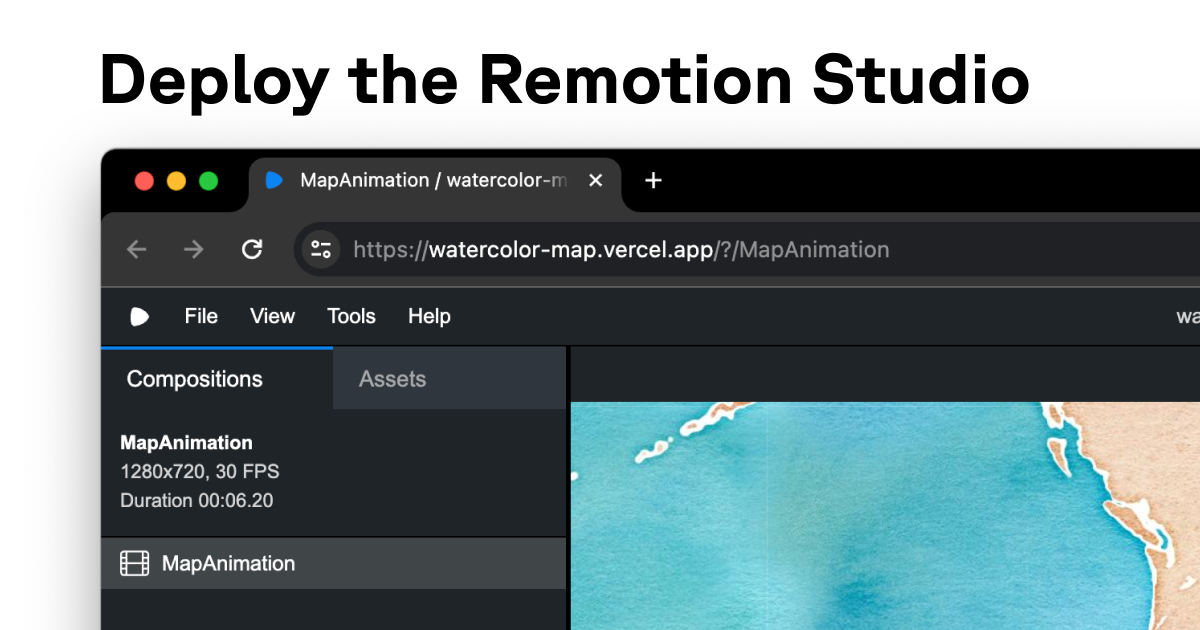 Deploy the Remotion Studio
MapAnimation / watercolor-m
https://watercolor-map.vercel.app/?/MapAnimation
File View Tools Help wa
Compositions Assets
MapAnimation
1280x720, 30 FPS
Duration 00:06.20
MapAnimation